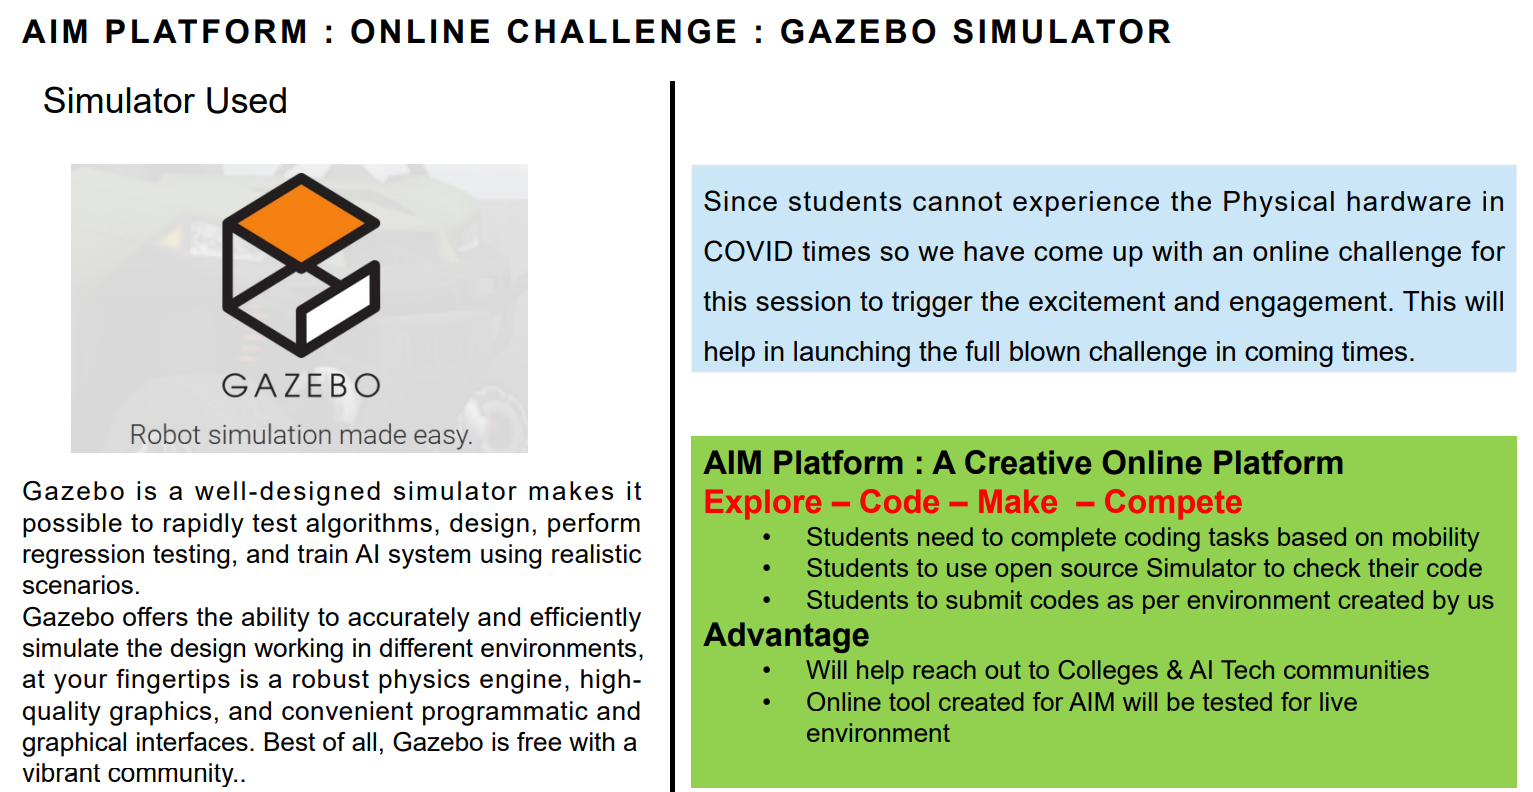 AIM PLATFORM : ONLINE CHALLENGE : GAZEBO SIMULATOR
Simulator Used
GAZEBO
Robot simulation made easy.
Gazebo is a well-designed simulator makes it
possible to rapidly test algorithms, design, perform
regression testing, and train AI system using realistic
scenarios.
Gazebo offers the ability to accurately and efficiently
simulate the design working in different environments,
at your fingertips is a robust physics engine, high-
quality graphics, and convenient programmatic and
graphical interfaces. Best of all, Gazebo is free with a
vibrant community..
Since students cannot experience the Physical hardware in
COVID times so we have come up with an online challenge for
this session to trigger the excitement and engagement. This will
help in launching the full blown challenge in coming times.
AIM Platform : A Creative Online Platform
Explore – Code – Make – Compete
• Students need to complete coding tasks based on mobility
• Students to use open source Simulator to check their code
• Students to submit codes as per environment created by us
Advantage
• Will help reach out to Colleges & AI Tech communities
• Online tool created for AIM will be tested for live
environment